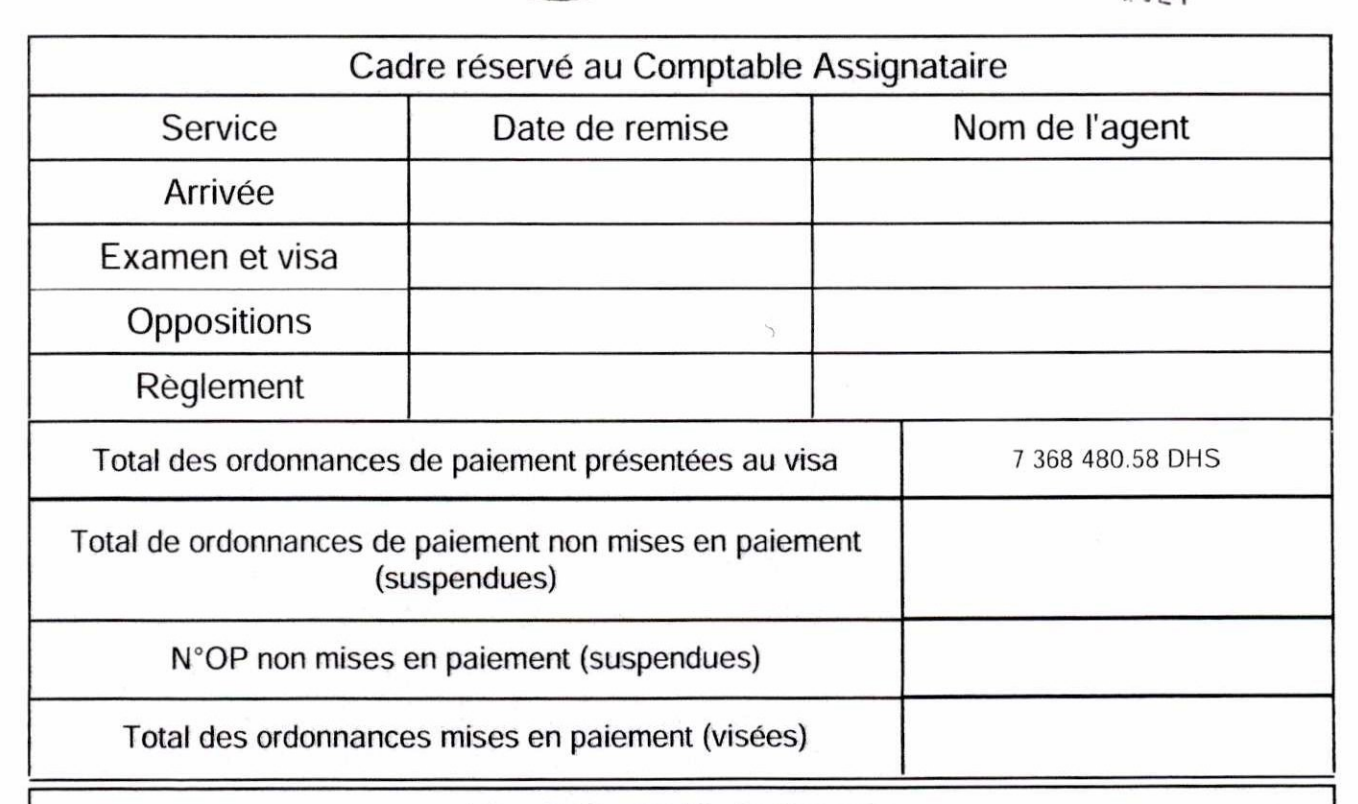 Cadre réservé au Comptable Assignataire
Service Date de remise Nom de l'agent
Arrivée
Examen et visa
Oppositions
Règlement
Total des ordonnances de paiement présentées au visa 7 368 480.58 DHS
Total de ordonnances de paiement non mises en paiement
(suspendues)
N°OP non mises en paiement (suspendues)
Total des ordonnances mises en paiement (visées)